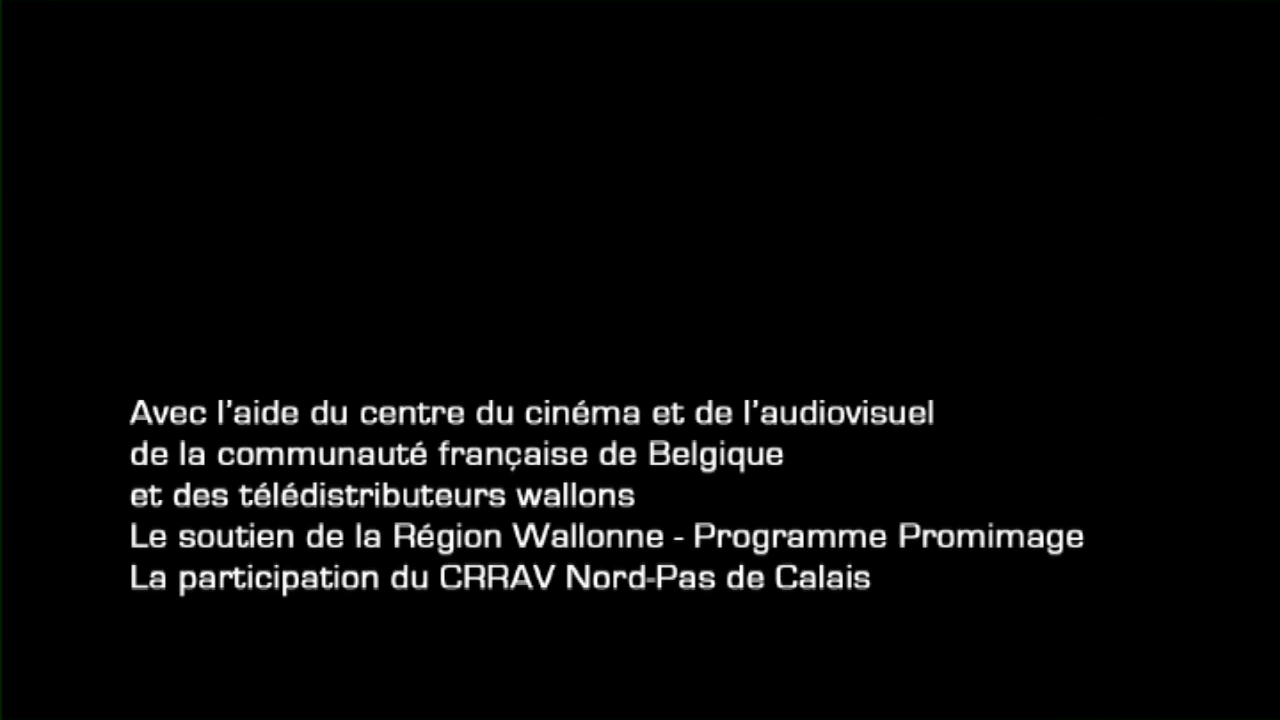 Avec l'aide du centre du cinéma et de l'audiovisuel
de la communauté française de Belgique
et des télédistributeurs wallons
Le soutien de la Région Wallonne - Programme Promimage
La participation du CRRAV Nord-Pas de Calais